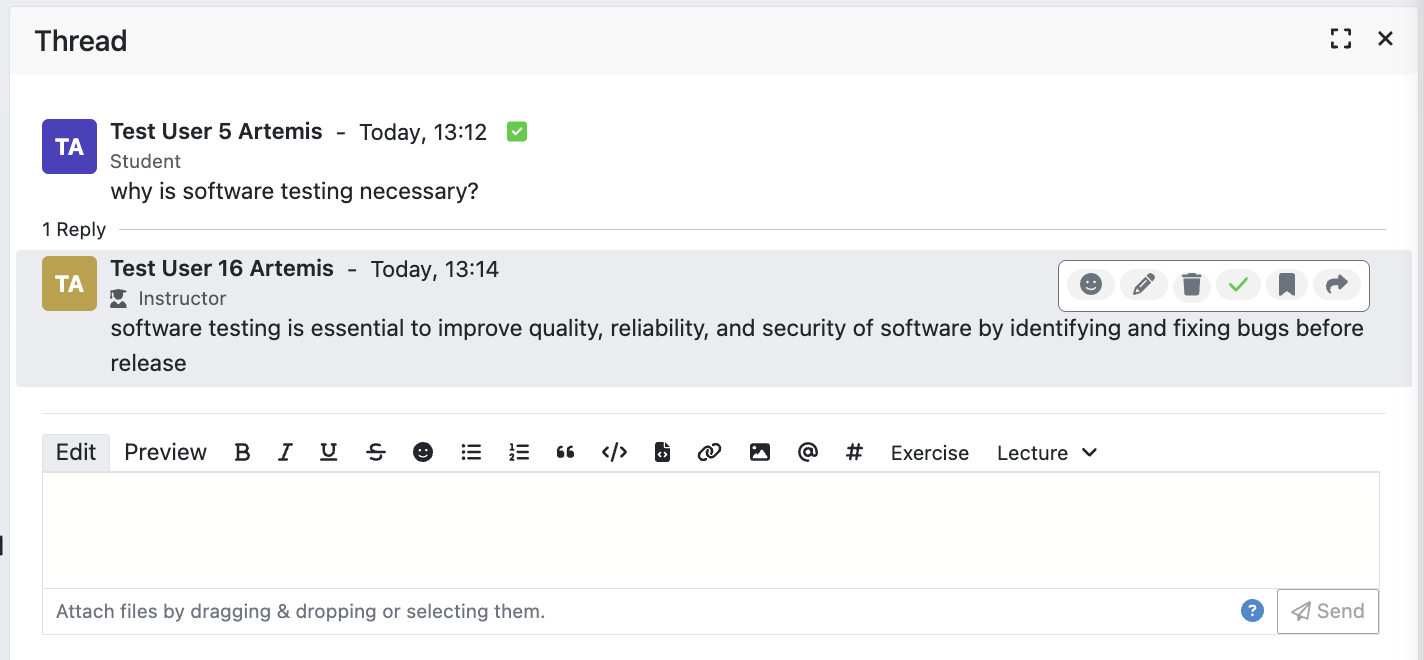 Thread
TA
Test User 5 Artemis - Today, 13:12
Student
why is software testing necessary?
1 Reply
TA
Test User 16 Artemis - Today, 13:14
Instructor
software testing is essential to improve quality, reliability, and security of software by identifying and fixing bugs before
release
Edit Preview B I U S @ # Exercise Lecture
Attach files by dragging & dropping or selecting them.
? Send